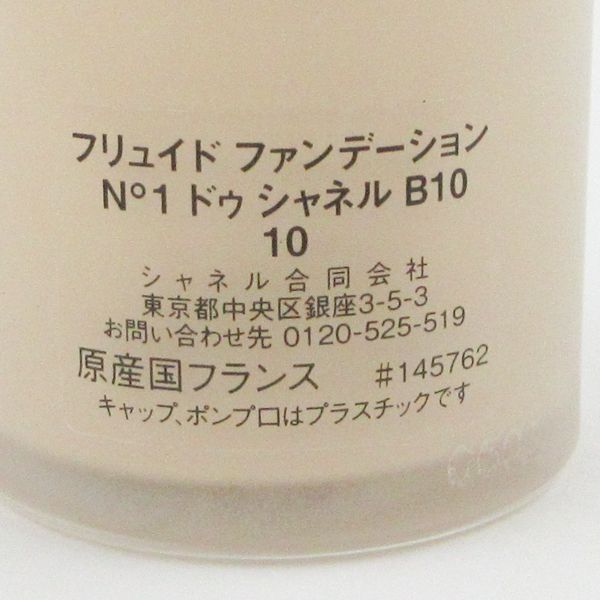 フリュイド ファンデーション
N°1 ドゥ シャネル B10
10
シャネル合同会社
東京都中央区銀座3-5-3
お問い合わせ先 0120-525-519
原産国フランス #145762
キャップ、ポンプ口はプラスチックです